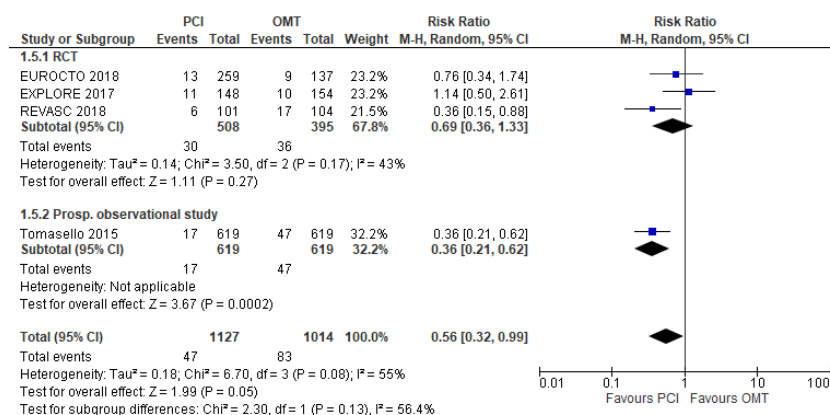 PCI OMT Risk Ratio Risk Ratio
Study or Subgroup Events Total Events Total Weight M-H, Random, 95% CI M-H, Random, 95% CI
1.5.1 RCT
EUROCTO 2018 13 259 9 137 23.2% 0.76 [0.34, 1.74]
EXPLORE 2017 11 148 10 154 23.2% 1.14 [0.50, 2.61]
REVASC 2018 6 101 17 104 21.5% 0.36 [0.15, 0.88]
Subtotal (95% CI) 508 395 67.8% 0.69 [0.36, 1.33]
Total events 30 36
Heterogeneity: Tau² = 0.14; Chi² = 3.50, df = 2 (P = 0.17); I² = 43%
Test for overall effect: Z = 1.11 (P = 0.27)
1.5.2 Prosp. observational study
Tomasello 2015 17 619 47 619 32.2% 0.36 [0.21, 0.62]
Subtotal (95% CI) 619 619 32.2% 0.36 [0.21, 0.62]
Total events 17 47
Heterogeneity: Not applicable
Test for overall effect: Z = 3.67 (P = 0.0002)
Total (95% CI) 1127 1014 100.0% 0.56 [0.32, 0.99]
Total events 47 83
Heterogeneity: Tau² = 0.18; Chi² = 6.70, df = 3 (P = 0.08); I² = 55%
Test for overall effect: Z = 1.99 (P = 0.05)
Test for subgroup differences: Chi² = 2.30, df = 1 (P = 0.13), I² = 56.4%
0.01 0.1 1 10 100
Favours PCI Favours OMT